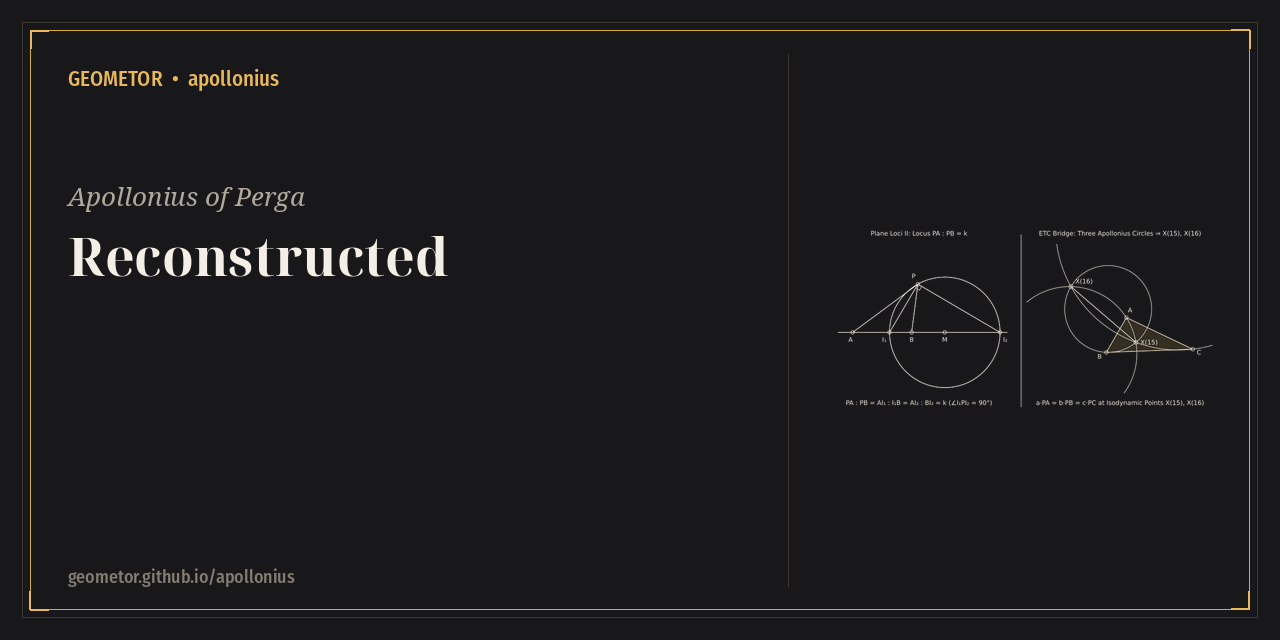 GEOMETOR • apollonius
Apollonius of Perga
Reconstructed
geometor.github.io/apollonius
Plane Loci II: Locus PA : PB = k
P
A
I₁
B
M
I₂
PA : PB = AI₁ : I₁B = AI₂ : BI₂ = k (∠I₁PI₂ = 90°)
ETC Bridge: Three Apollonius Circles ⇒ X(15), X(16)
X(16)
A
X(15)
B
C
a·PA = b·PB = c·PC at Isodynamic Points X(15), X(16)